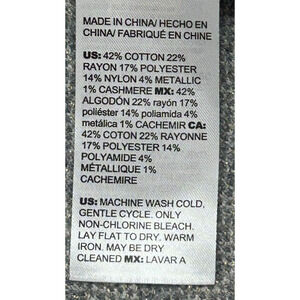 MADE IN CHINA/ HECHO EN
CHINA/ FABRIQUÉ EN CHINE
US: 42% COTTON 22%
RAYON 17% POLYESTER
14% NYLON 4% METALLIC
1% CASHMERE MX: 42%
ALGODÓN 22% rayón 17%
poliéster 14% poliamida 4%
metálica 1% CACHEMIR CA:
42% COTON 22% RAYONNE
17% POLYESTER 14%
POLYAMIDE 4%
MÉTALLIQUE 1%
CACHEMIRE
US: MACHINE WASH COLD,
GENTLE CYCLE. ONLY
NON-CHLORINE BLEACH.
LAY FLAT TO DRY, WARM
IRON. MAY BE DRY
CLEANED MX: LAVAR A